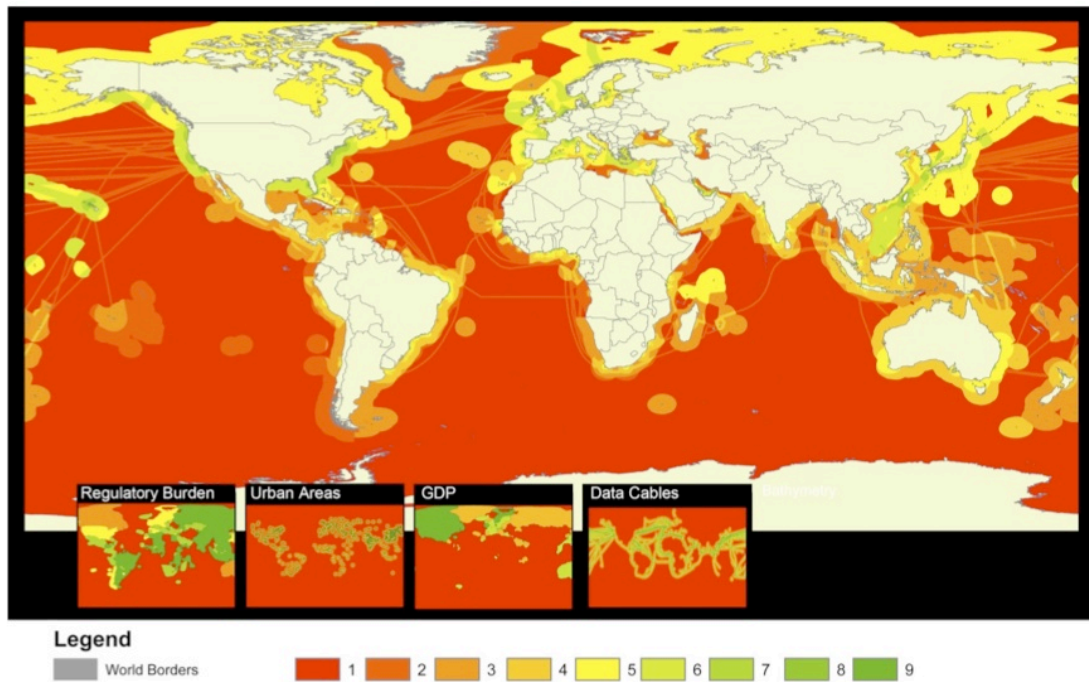 Regulatory Burden
Urban Areas
GDP
Data Cables
Bathymetry
Legend
World Borders
1
2
3
4
5
6
7
8
9